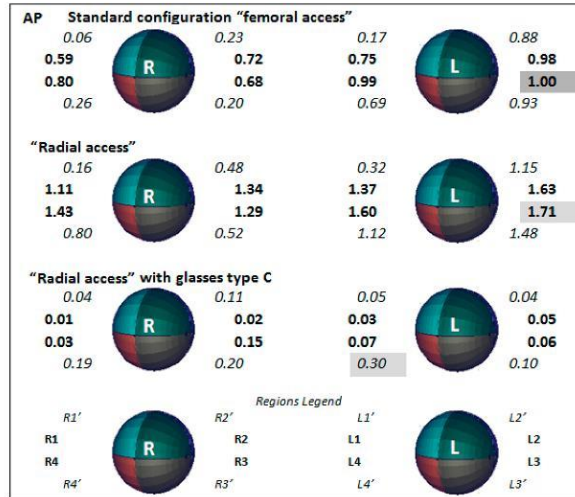 AP Standard configuration “femoral access”
0.06 0.23 0.17 0.88
0.59 R 0.72 0.75 L 0.98
0.80 0.68 0.99 1.00
0.26 0.20 0.69 0.93
“Radial access”
0.16 0.48 0.32 1.15
1.11 R 1.34 1.37 L 1.63
1.43 1.29 1.60 1.71
0.80 0.52 1.12 1.48
“Radial access” with glasses type C
0.04 0.11 0.05 0.04
0.01 R 0.02 0.03 L 0.05
0.03 0.15 0.07 0.06
0.19 0.20 0.30 0.10
Regions Legend
R1’ R2’ L1’ L2’
R1 R R2 L1 L L2
R4 R3 L4 L3
R4’ R3’ L4’ L3’